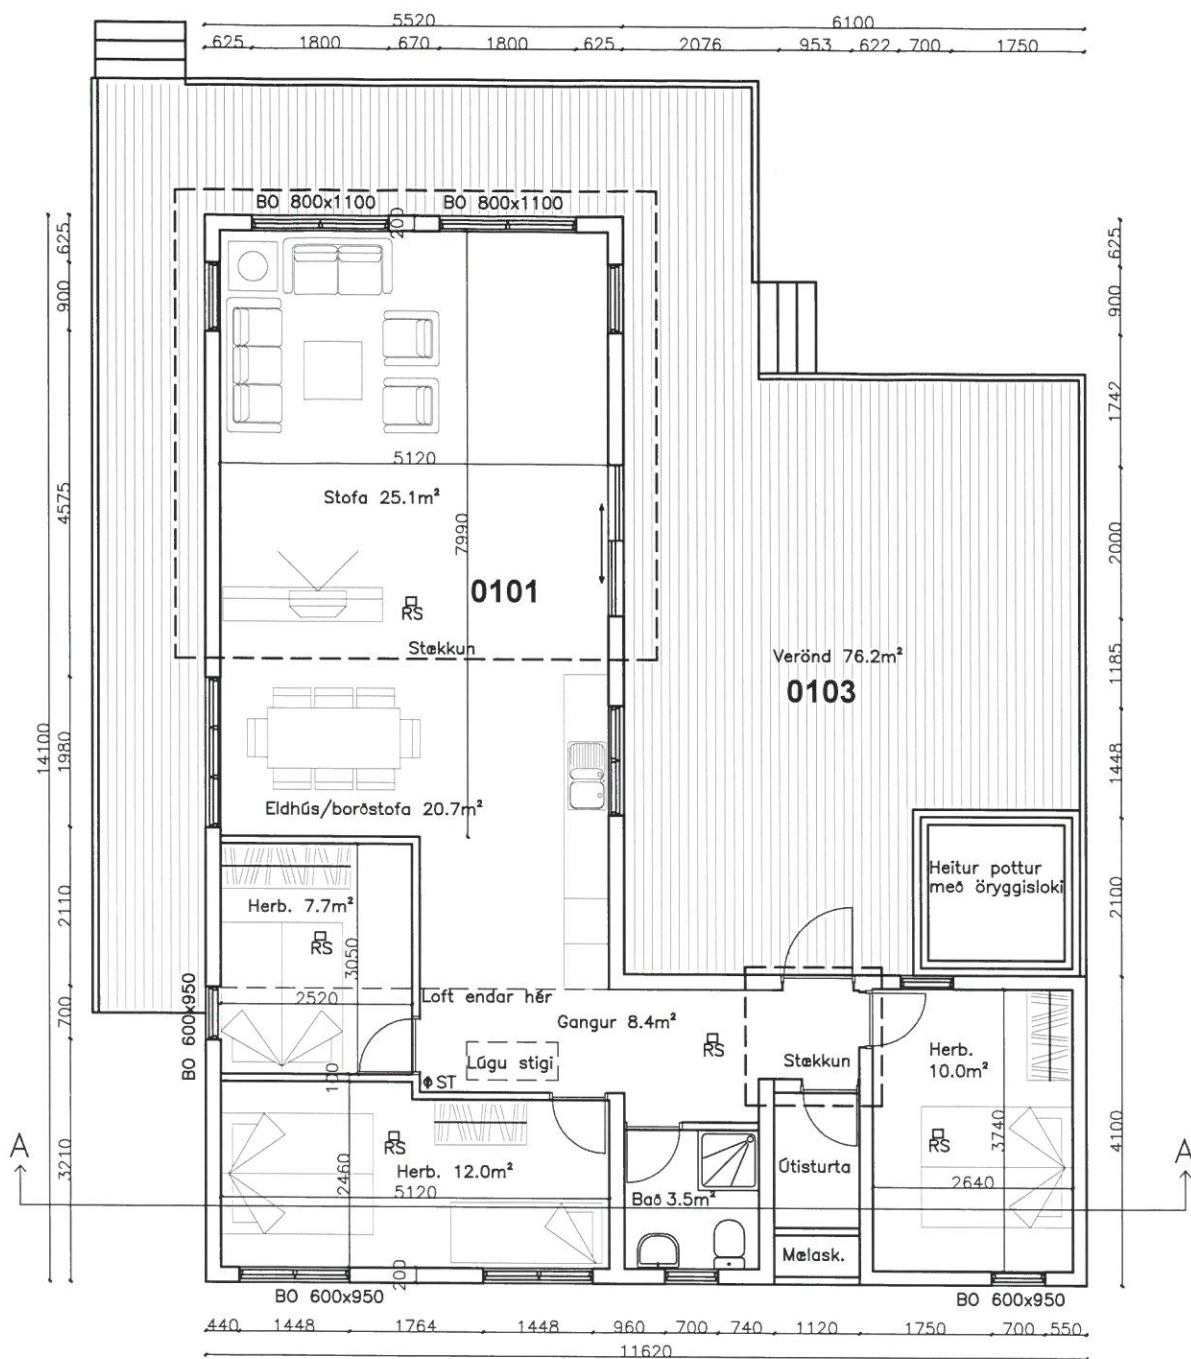 5520 6100
625 1800 670 1800 625 2076 953 622 700 1750
BO 800x1100 BO 800x1100
200
625
900
4575
1980
14100
2110
700
3210
625
900
1742
2000
1185
1448
2100
4100
5120
Stofa 25.1m²
7990
0101
RS
Stækkun
Verönd 76.2m²
0103
Eldhús/borðstofa 20.7m²
Heitur pottur
með öryggisloki
Herb. 7.7m²
RS
3050
2520
BO 600x950
Loft endar hér
Gangur 8.4m²
RS
Lúgu stigi
Stækkun
Herb.
10.0m²
100
ST
RS
3740
2640
RS
Herb. 12.0m²
2460
5120
Bað 3.5m²
Útisturta
Mælask.
A A
200
BO 600x950
BO 600x950
440 1448 1764 1448 960 700 740 1120 1750 700 550
11620